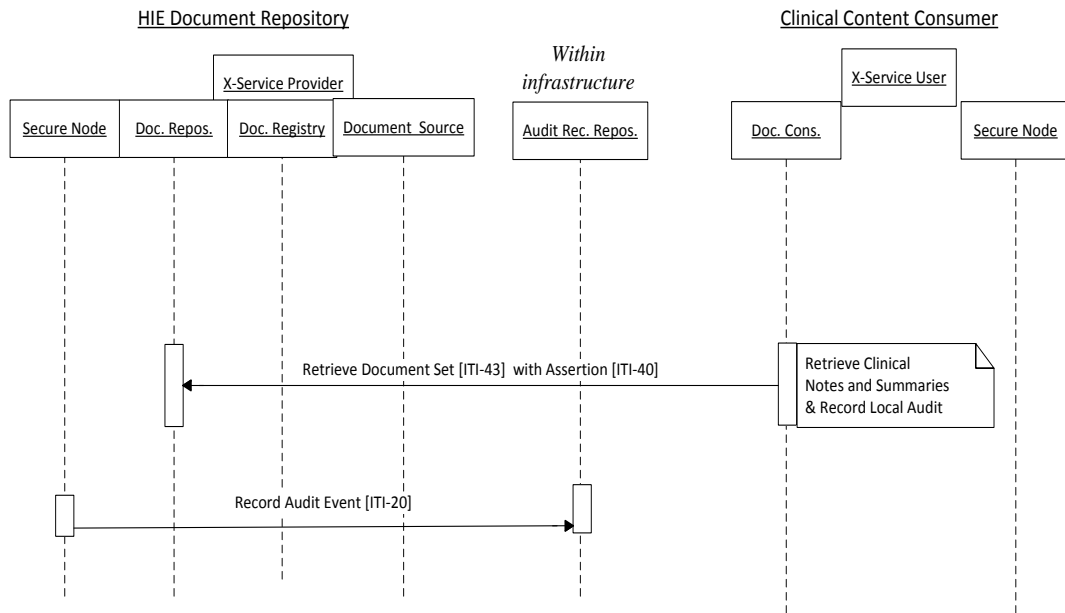 HIE Document Repository
Clinical Content Consumer
Within
infrastructure
X-Service Provider
X-Service User
Secure Node
Doc. Repos.
Doc. Registry
Document Source
Audit Rec. Repos.
Doc. Cons.
Secure Node
Retrieve Document Set [ITI-43] with Assertion [ITI-40]
Retrieve Clinical
Notes and Summaries
& Record Local Audit
Record Audit Event [ITI-20]